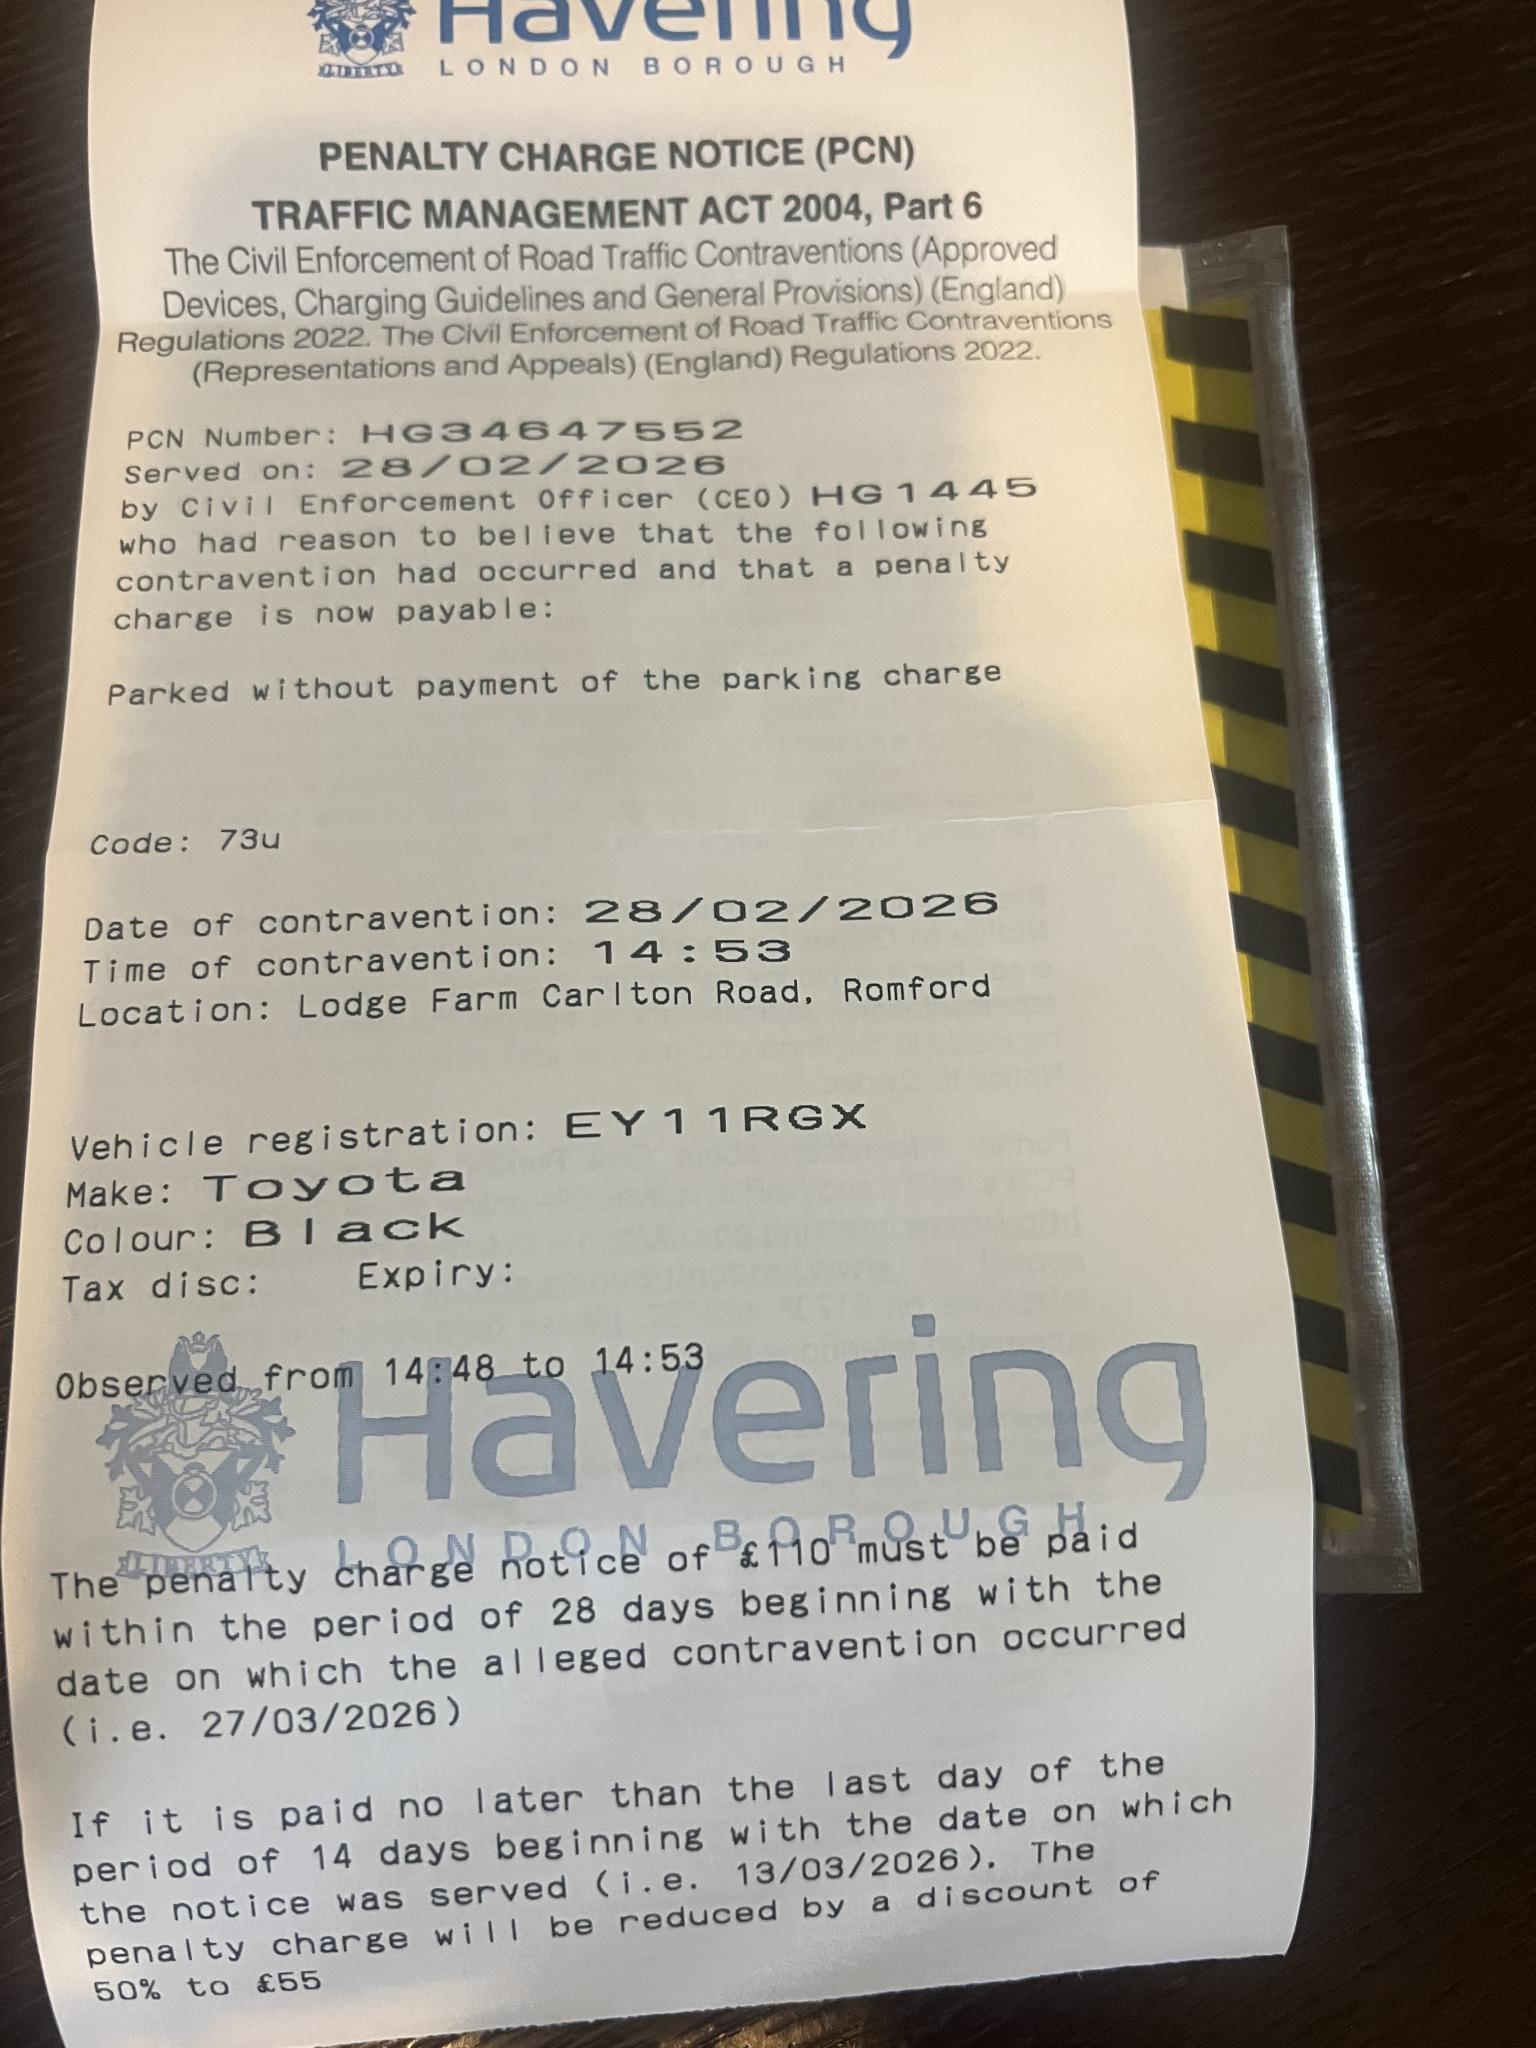 Havering
LIBERTY
LONDON BOROUGH
PENALTY CHARGE NOTICE (PCN)
TRAFFIC MANAGEMENT ACT 2004, Part 6
The Civil Enforcement of Road Traffic Contraventions (Approved
Devices, Charging Guidelines and General Provisions) (England)
Regulations 2022. The Civil Enforcement of Road Traffic Contraventions
(Representations and Appeals) (England) Regulations 2022.
PCN Number: HG34647552
Served on: 28/02/2026
by Civil Enforcement Officer (CEO) HG1445
who had reason to believe that the following
contravention had occurred and that a penalty
charge is now payable:
Parked without payment of the parking charge
Code: 73u
Date of contravention: 28/02/2026
Time of contravention: 14:53
Location: Lodge Farm Carlton Road, Romford
Vehicle registration: EY11RGX
Make: Toyota
Colour: Black
Tax disc: Expiry:
Observed from 14:48 to 14:53
Havering
LIBERTY
LONDON BOROUGH
The penalty charge notice of £110 must be paid
within the period of 28 days beginning with the
date on which the alleged contravention occurred
(i.e. 27/03/2026)
If it is paid no later than the last day of the
period of 14 days beginning with the date on which
the notice was served (i.e. 13/03/2026). The
penalty charge will be reduced by a discount of
50% to £55